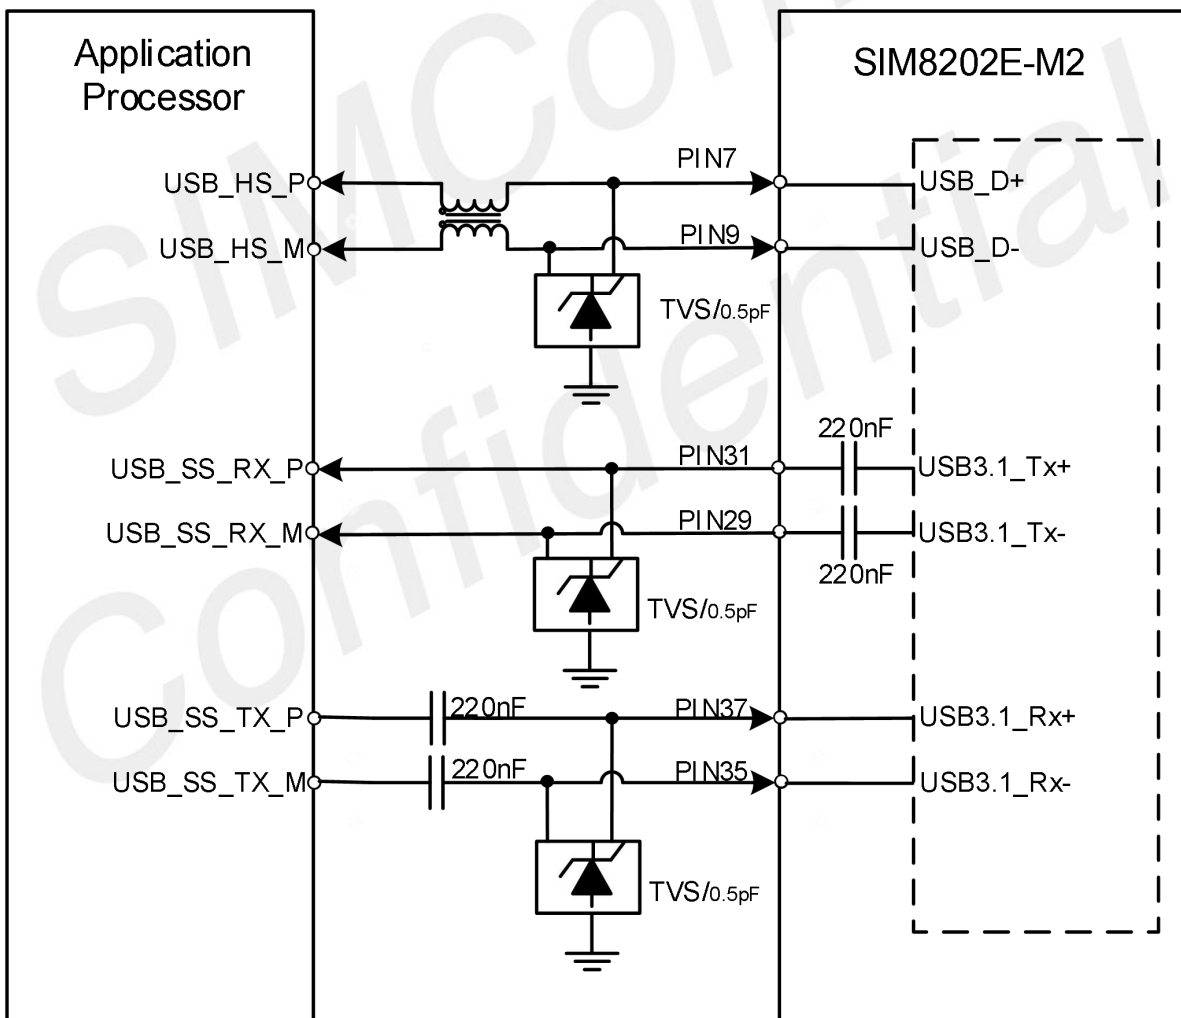 SIMCom
Confidential
Application
Processor
SIM8202E-M2
USB_HS_P
PIN7
USB_D+
USB_HS_M
PIN9
USB_D-
TVS/0.5pF
220nF
USB_SS_RX_P
PIN31
USB3.1_Tx+
USB_SS_RX_M
PIN29
USB3.1_Tx-
220nF
TVS/0.5pF
USB_SS_TX_P
220nF
PIN37
USB3.1_Rx+
USB_SS_TX_M
220nF
PIN35
USB3.1_Rx-
TVS/0.5pF